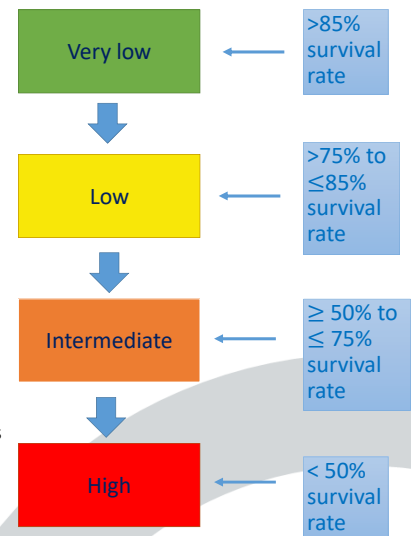 Very low
>85%
survival
rate
Low
>75% to
≤85%
survival
rate
Intermediate
≥ 50% to
≤ 75%
survival
rate
s
High
< 50%
survival
rate